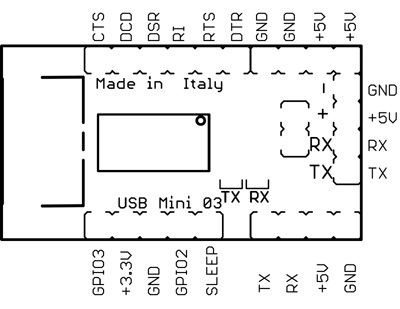 CTS DCD DSR RI RTS DTR GND GND +5V +5V
Made in Italy
- GND
+ +5V
RX RX
TX TX
TX RX
USB Mini 03
GPIO3 +3.3V GND GPIO2 SLEEP TX RX +5V GND